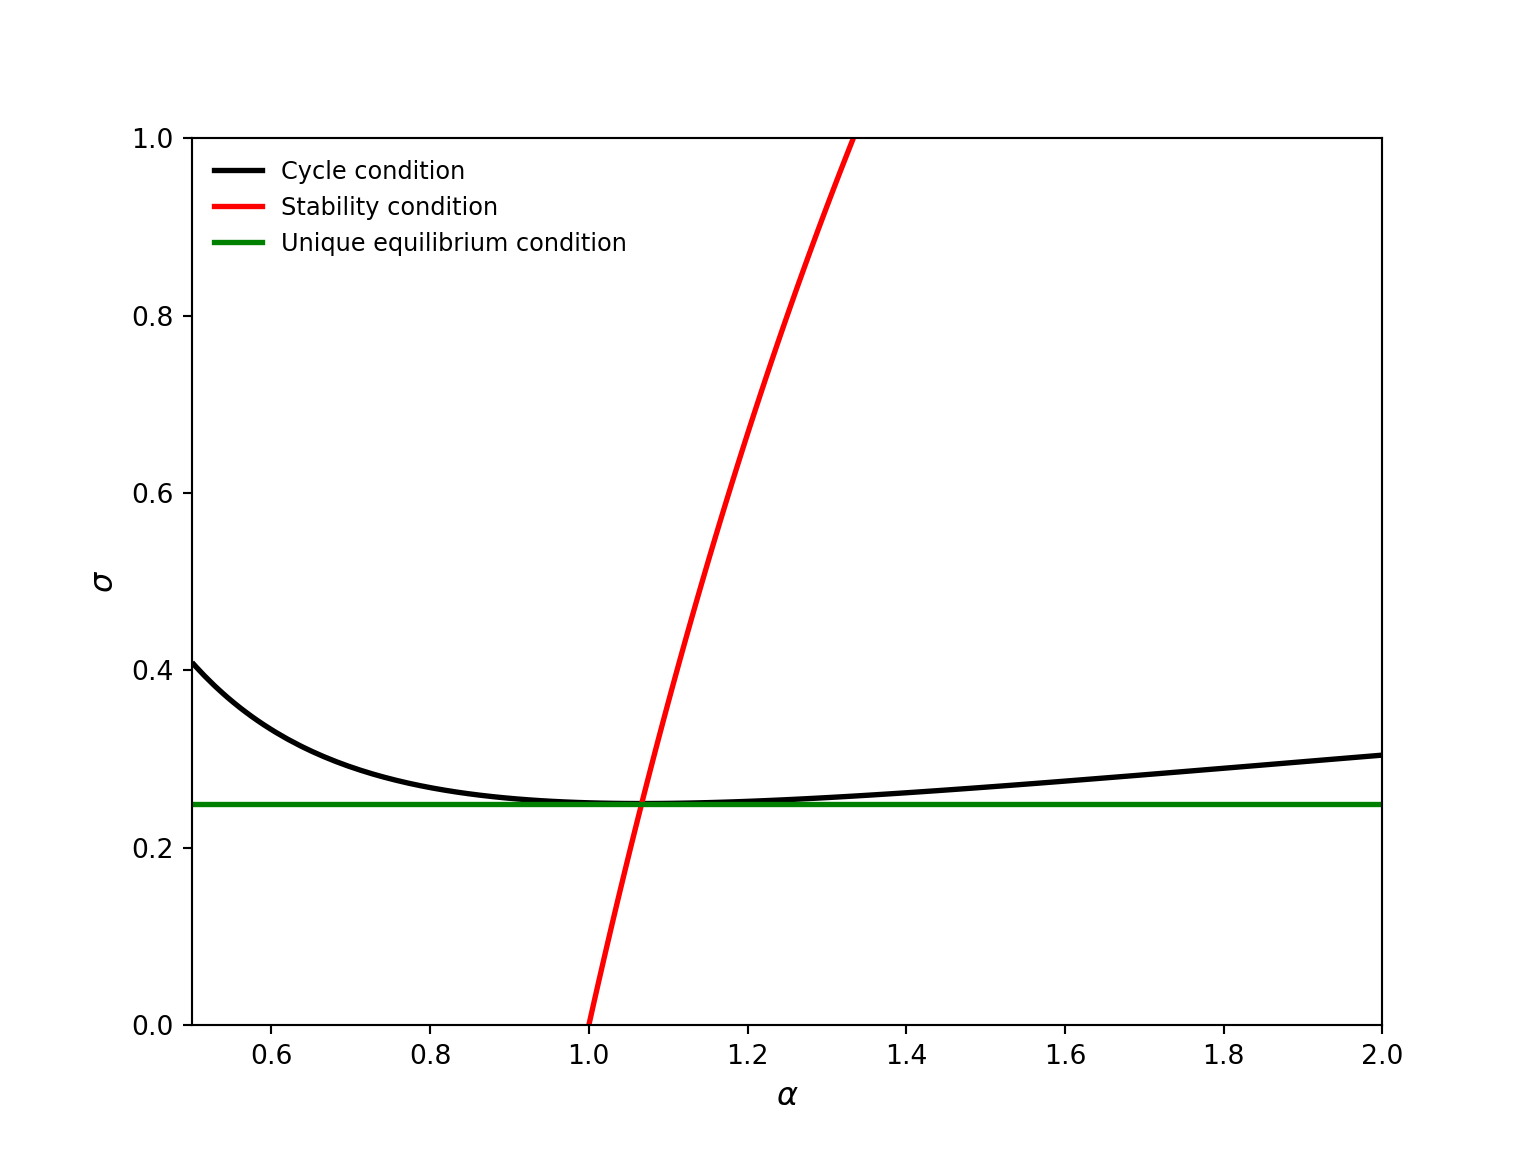 Cycle condition
Stability condition
Unique equilibrium condition
1.0
0.8
0.6
0.4
0.2
0.0
σ
0.6 0.8 1.0 1.2 1.4 1.6 1.8 2.0
α